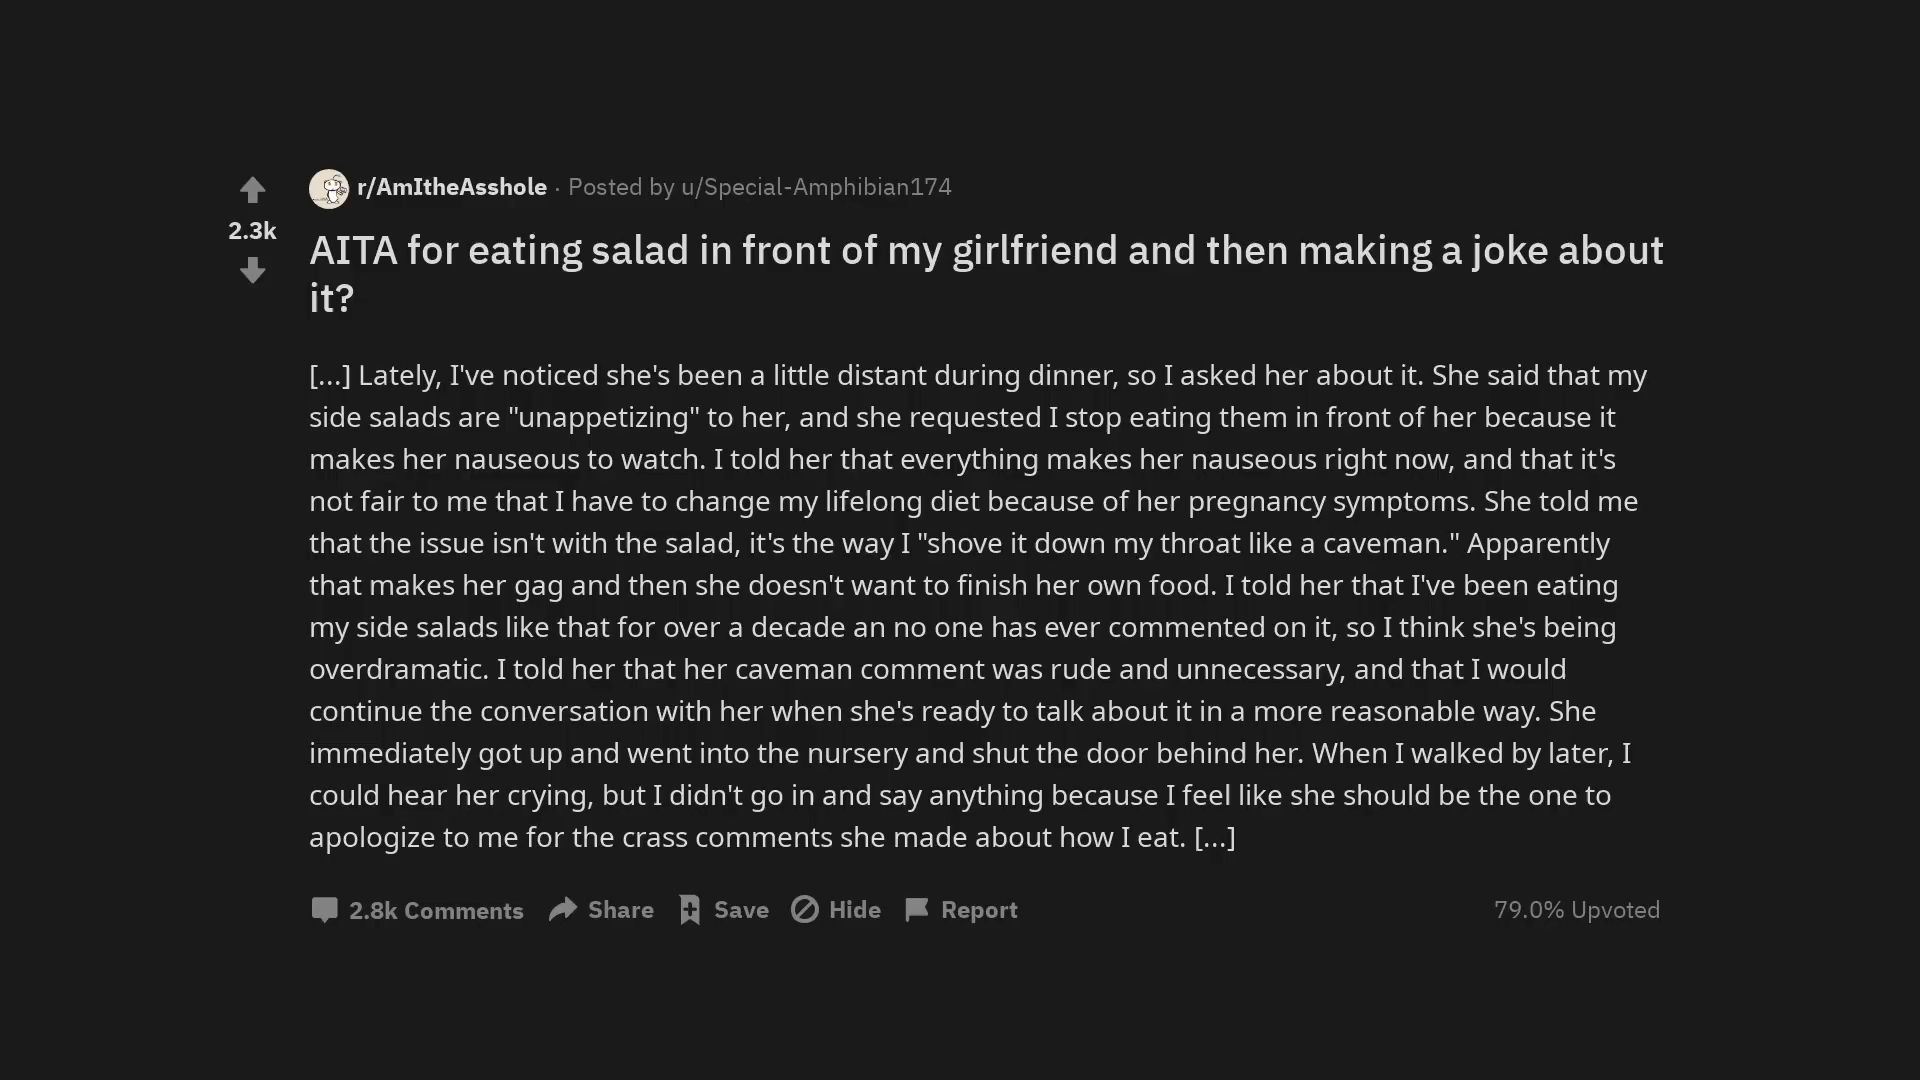 r/AmItheAsshole · Posted by u/Special-Amphibian174
2.3k
AITA for eating salad in front of my girlfriend and then making a joke about
it?
[...] Lately, I've noticed she's been a little distant during dinner, so I asked her about it. She said that my
side salads are "unappetizing" to her, and she requested I stop eating them in front of her because it
makes her nauseous to watch. I told her that everything makes her nauseous right now, and that it's
not fair to me that I have to change my lifelong diet because of her pregnancy symptoms. She told me
that the issue isn't with the salad, it's the way I "shove it down my throat like a caveman." Apparently
that makes her gag and then she doesn't want to finish her own food. I told her that I've been eating
my side salads like that for over a decade an no one has ever commented on it, so I think she's being
overdramatic. I told her that her caveman comment was rude and unnecessary, and that I would
continue the conversation with her when she's ready to talk about it in a more reasonable way. She
immediately got up and went into the nursery and shut the door behind her. When I walked by later, I
could hear her crying, but I didn't go in and say anything because I feel like she should be the one to
apologize to me for the crass comments she made about how I eat. [...]
2.8k Comments Share Save Hide Report 79.0% Upvoted